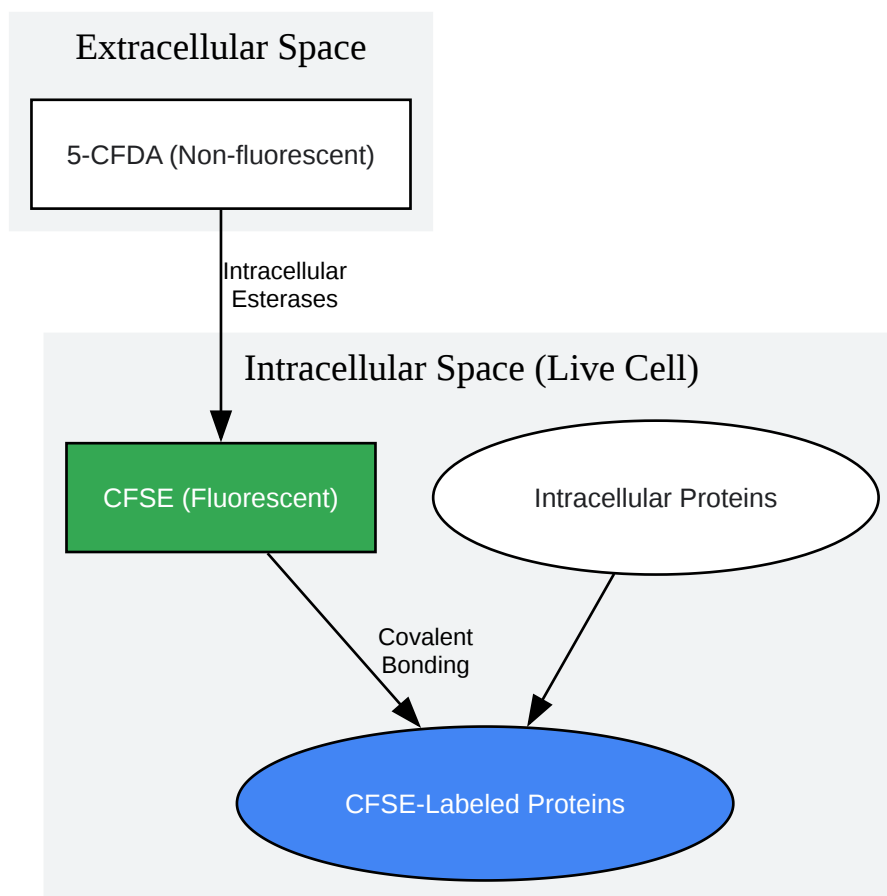 Extracellular Space
5-CFDA (Non-fluorescent)
Intracellular
Esterases
Intracellular Space (Live Cell)
CFSE (Fluorescent)
Intracellular Proteins
Covalent
Bonding
CFSE-Labeled Proteins